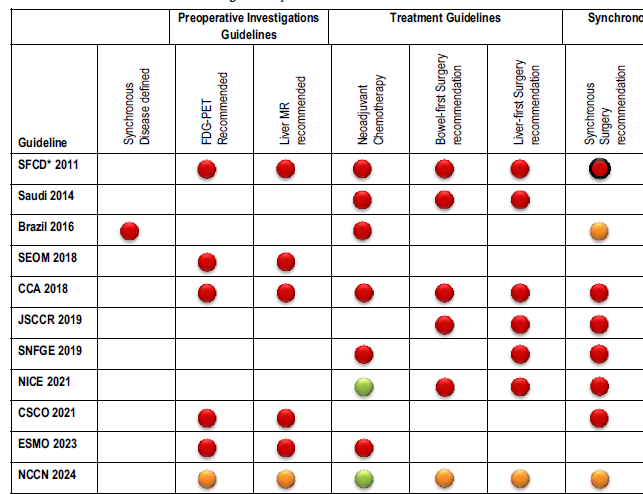 Preoperative Investigations Guidelines
Treatment Guidelines
Synchrono
Guideline
Synchronous Disease defined
FDG-PET Recommended
Liver MR recommended
Neoadjuvant Chemotherapy
Bowel-first Surgery recommendation
Liver-first Surgery recommendation
Synchronous Surgery recommendation
SFCD* 2011
Saudi 2014
Brazil 2016
SEOM 2018
CCA 2018
JSCCR 2019
SNFGE 2019
NICE 2021
CSCO 2021
ESMO 2023
NCCN 2024